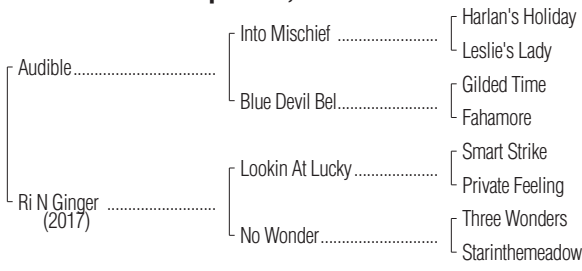 Harlan's Holiday
Into Mischief ........................
Leslie's Lady
Audible..................................
Gilded Time
Blue Devil Bel........................
Fahamore
Smart Strike
Lookin At Lucky ....................
Private Feeling
Ri N Ginger ..........................
(2017)
Three Wonders
No Wonder............................
Starinthemeadow